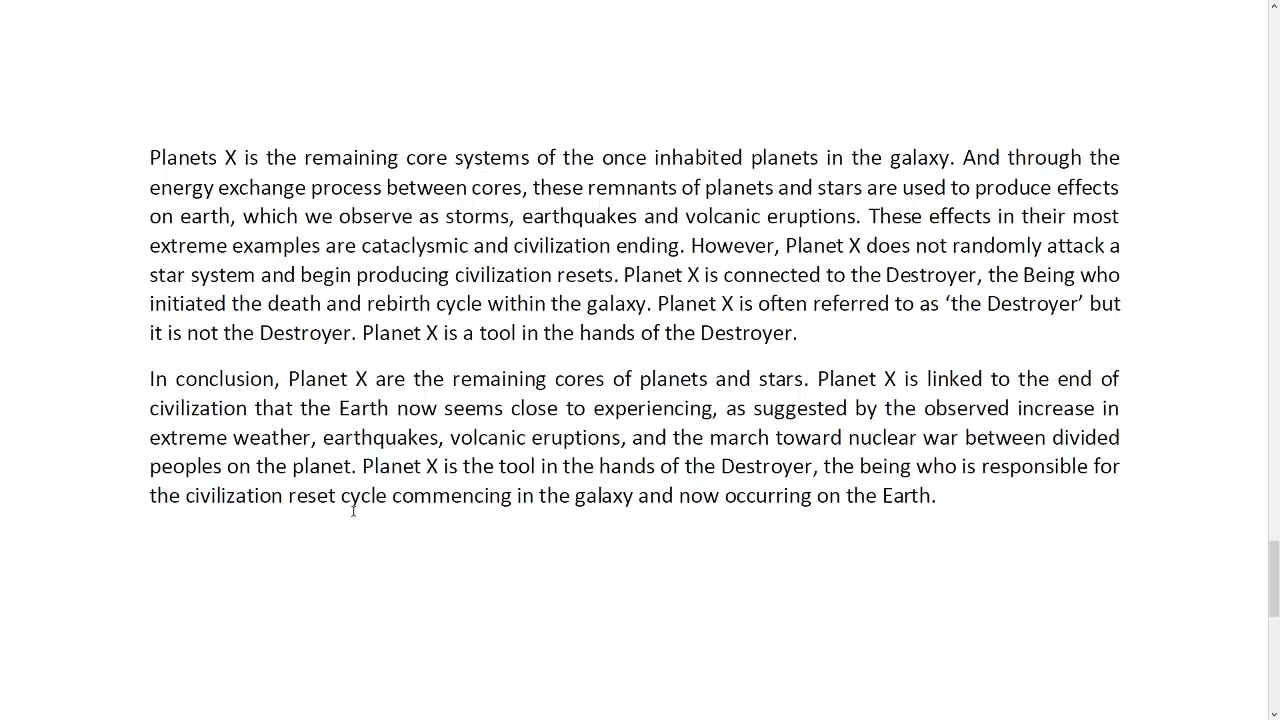 Planets X is the remaining core systems of the once inhabited planets in the galaxy. And through the
energy exchange process between cores, these remnants of planets and stars are used to produce effects
on earth, which we observe as storms, earthquakes and volcanic eruptions. These effects in their most
extreme examples are cataclysmic and civilization ending. However, Planet X does not randomly attack a
star system and begin producing civilization resets. Planet X is connected to the Destroyer, the Being who
initiated the death and rebirth cycle within the galaxy. Planet X is often referred to as ‘the Destroyer’ but
it is not the Destroyer. Planet X is a tool in the hands of the Destroyer.
In conclusion, Planet X are the remaining cores of planets and stars. Planet X is linked to the end of
civilization that the Earth now seems close to experiencing, as suggested by the observed increase in
extreme weather, earthquakes, volcanic eruptions, and the march toward nuclear war between divided
peoples on the planet. Planet X is the tool in the hands of the Destroyer, the being who is responsible for
the civilization reset cycle commencing in the galaxy and now occurring on the Earth.